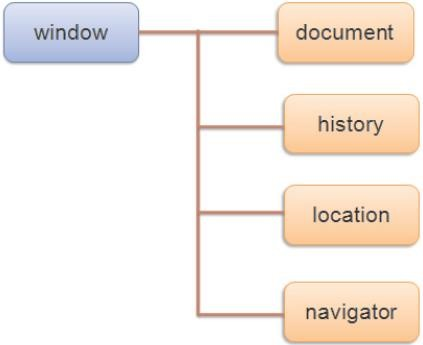 window
document
history
location
navigator